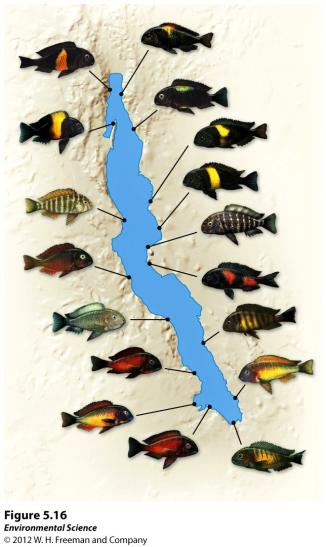 Figure 5.16
Environmental Science
© 2012 W. H. Freeman and Company